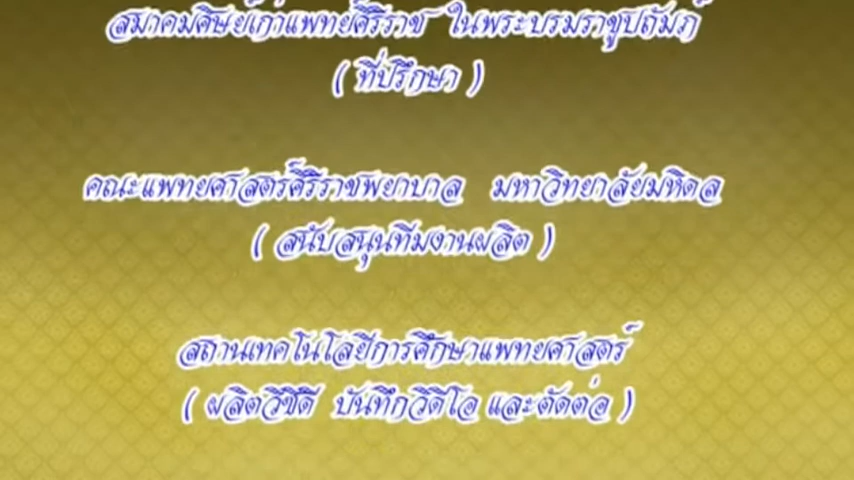 สมาคมศิษย์เก่าแพทย์ศิริราช ในพระบรมราชูปถัมภ์
( ที่ปรึกษา )
คณะแพทยศาสตร์ศิริราชพยาบาล มหาวิทยาลัยมหิดล
( สนับสนุนทีมงานผลิต )
สถานเทคโนโลยีการศึกษาแพทยศาสตร์
( ผลิตวีซีดี บันทึกวิดีโอ และตัดต่อ )